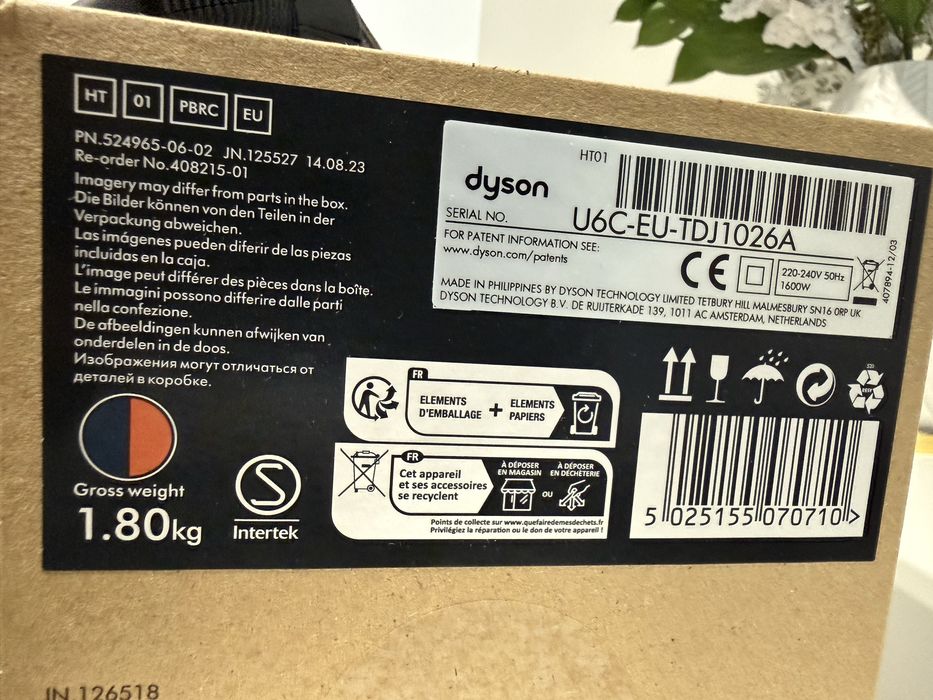 HT 01 PBRC EU
PN.524965-06-02 JN.125527 14.08.23
Re-order No.408215-01
Imagery may differ from parts in the box.
Die Bilder können von den Teilen in der
Verpackung abweichen.
Las imágenes pueden diferir de las piezas
incluidas en la caja.
L'image peut différer des pièces dans la boîte.
Le immagini possono differire dalle parti
nella confezione.
De afbeeldingen kunnen afwijken van
onderdelen in de doos.
Изображения могут отличаться от
деталей в коробке.
Gross weight
1.80kg
S
Intertek
HT01
dyson
SERIAL NO.
U6C-EU-TDJ1026A
FOR PATENT INFORMATION SEE:
www.dyson.com/patents
CE
220-240V 50Hz
1600W
407894-12/03
MADE IN PHILIPPINES BY DYSON TECHNOLOGY LIMITED TETBURY HILL MALMESBURY SN16 0RP UK
DYSON TECHNOLOGY B.V. DE RUIJTERKADE 139, 1011 AC AMSTERDAM, NETHERLANDS
FR
ELEMENTS
D'EMBALLAGE
+
ELEMENTS
PAPIERS
FR
Cet appareil
et ses accessoires
se recyclent
À DÉPOSER
EN MAGASIN
OU
À DÉPOSER
EN DÉCHÈTERIE
Points de collecte sur www.quefairedemesdechets.fr
Privilégiez la réparation ou le don de votre appareil !
5 025155 070710 >
IN 126518